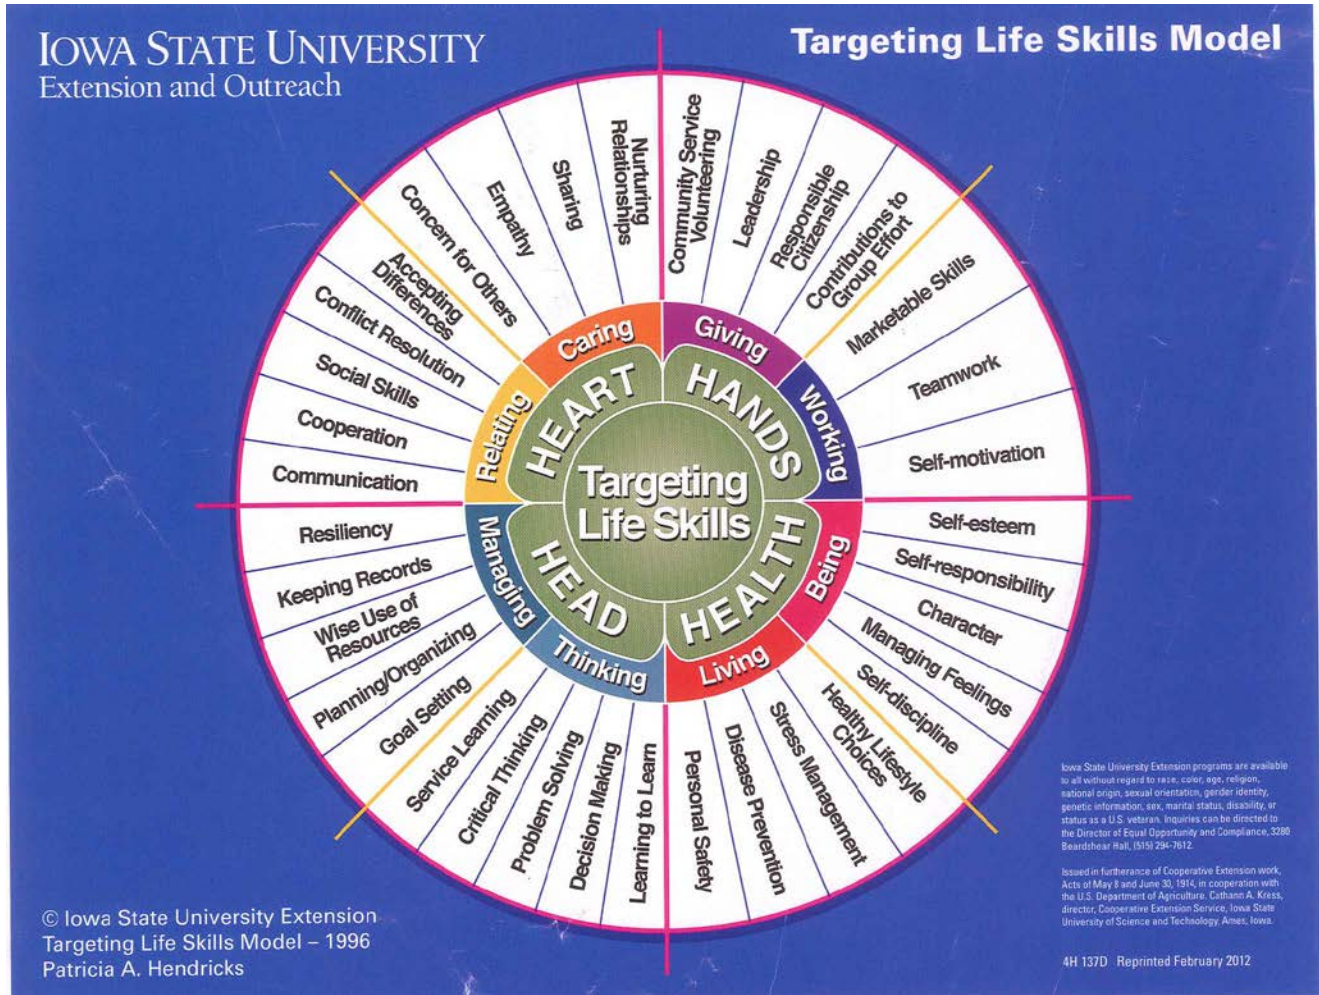 IOWA STATE UNIVERSITY
Extension and Outreach
Targeting Life Skills Model
Nurturing
Relationships
Sharing
Empathy
Concern for Others
Accepting
Differences
Conflict Resolution
Social Skills
Cooperation
Communication
Community Service
Volunteering
Leadership
Responsible
Citizenship
Contributions to
Group Effort
Marketable Skills
Teamwork
Self-motivation
Caring
Giving
Relating
Working
HEART
HANDS
Targeting
Life Skills
HEAD
HEALTH
Managing
Being
Thinking
Living
Resiliency
Keeping Records
Wise Use of
Resources
Planning/Organizing
Goal Setting
Service Learning
Critical Thinking
Problem Solving
Decision Making
Learning to Learn
Self-esteem
Self-responsibility
Character
Managing Feelings
Self-discipline
Healthy Lifestyle
Choices
Stress Management
Disease Prevention
Personal Safety
© Iowa State University Extension
Targeting Life Skills Model – 1996
Patricia A. Hendricks
Iowa State University Extension programs are available
to all without regard to race, color, age, religion,
national origin, sexual orientation, gender identity,
genetic information, sex, marital status, disability, or
status as a U.S. veteran. Inquiries can be directed to
the Director of Equal Opportunity and Compliance, 3280
Beardshear Hall, (515) 294-7612.
Issued in furtherance of Cooperative Extension work,
Acts of May 8 and June 30, 1914, in cooperation with
the U.S. Department of Agriculture. Cathann A. Kress,
director, Cooperative Extension Service, Iowa State
University of Science and Technology, Ames, Iowa.
4H 137D Reprinted February 2012